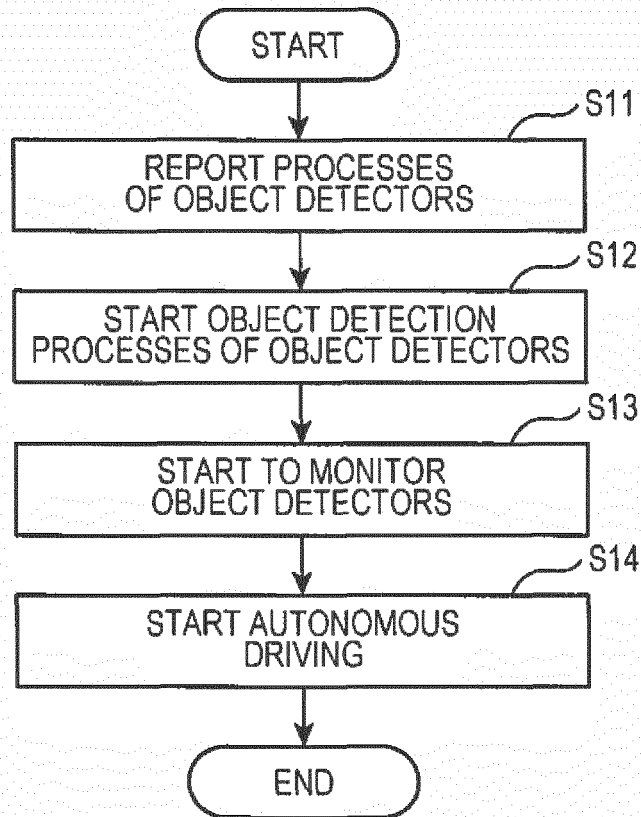 START
S11
REPORT PROCESSES
OF OBJECT DETECTORS
S12
START OBJECT DETECTION
PROCESSES OF OBJECT DETECTORS
S13
START TO MONITOR
OBJECT DETECTORS
S14
START AUTONOMOUS
DRIVING
END